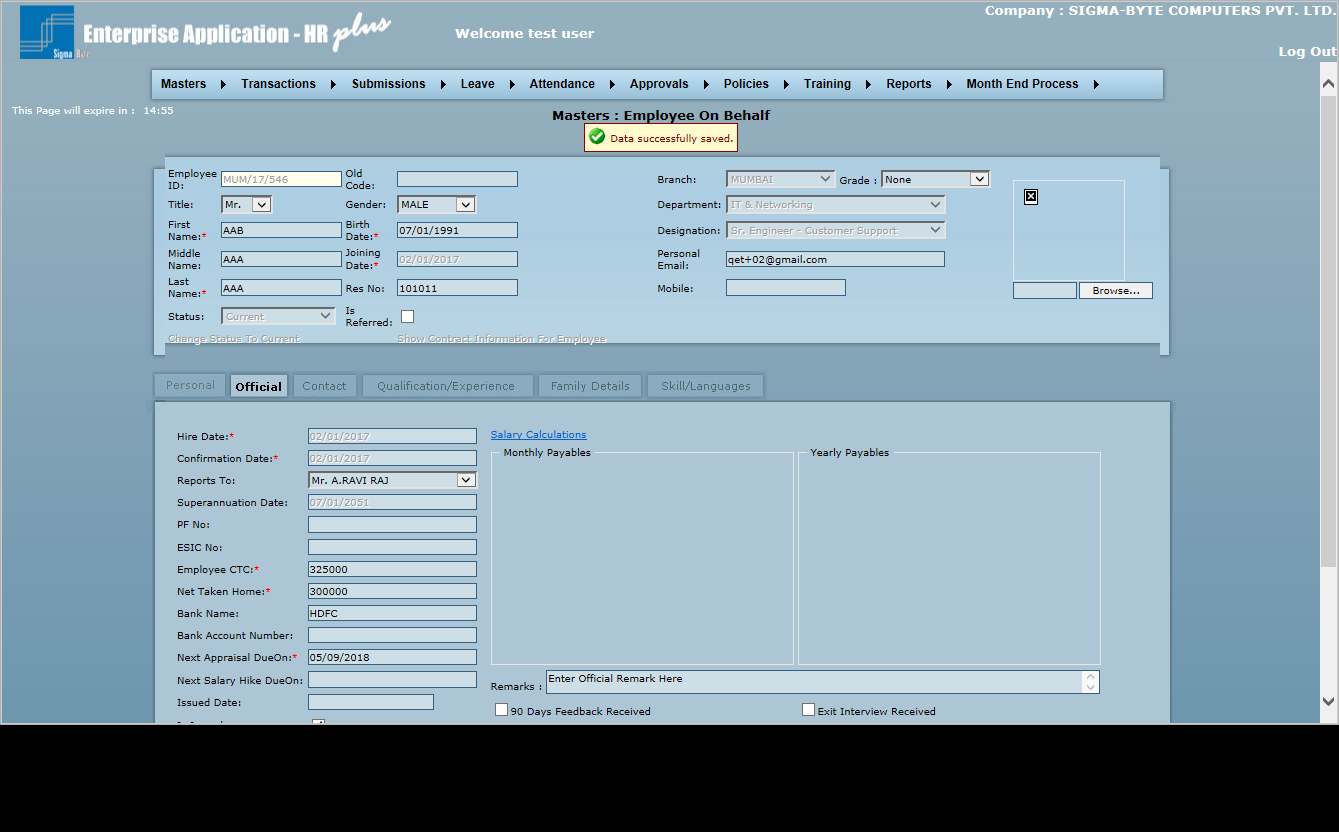 Company : SIGMA-BYTE COMPUTERS PVT. LTD.
Enterprise Application - HR plus
Welcome test user
Sigma Byte
Log Out
Masters Transactions Submissions Leave Attendance Approvals Policies Training Reports Month End Process
This Page will expire in : 14:55
Masters : Employee On Behalf
Data successfully saved.
Employee ID: MUM/17/546 Old Code: Branch: MUMBAI Grade : None
Title: Mr. Gender: MALE Department: IT & Networking
First Name:* AAB Birth Date:* 07/01/1991 Designation: Sr. Engineer - Customer Support
Middle Name: AAA Joining Date:* 02/01/2017 Personal Email: qet+02@gmail.com
Last Name:* AAA Res No: 101011 Mobile: Browse...
Status: Current Is Referred:
Change Status To Current Show Contract Information For Employee
Personal Official Contact Qualification/Experience Family Details Skill/Languages
Hire Date:* 02/01/2017 Salary Calculations
Monthly Payables Yearly Payables
Confirmation Date:* 02/01/2017
Reports To: Mr. A.RAVI RAJ
Superannuation Date: 07/01/2051
PF No:
ESIC No:
Employee CTC:* 325000
Net Taken Home:* 300000
Bank Name: HDFC
Bank Account Number:
Next Appraisal DueOn:* 05/09/2018
Next Salary Hike DueOn: Remarks : Enter Official Remark Here
Issued Date: 90 Days Feedback Received Exit Interview Received